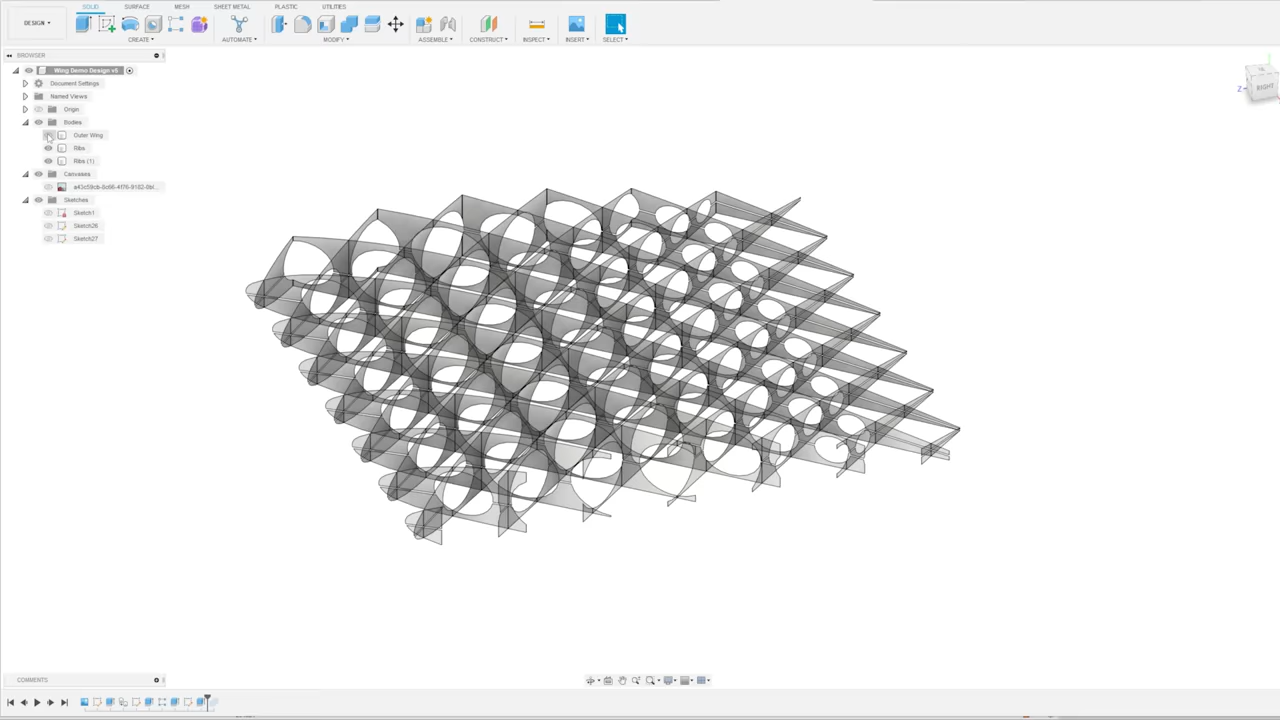 SOLID SURFACE MESH SHEET METAL PLASTIC UTILITIES
DESIGN
CREATE AUTOMATE MODIFY ASSEMBLE CONSTRUCT INSPECT INSERT SELECT
BROWSER
Wing Demo Design v5
Document Settings
Named Views
Origin
Bodies
Outer Wing
Ribs
Ribs (1)
Canvases
Sketches
Sketch1
Sketch26
Sketch27
RIGHT
Z
COMMENTS